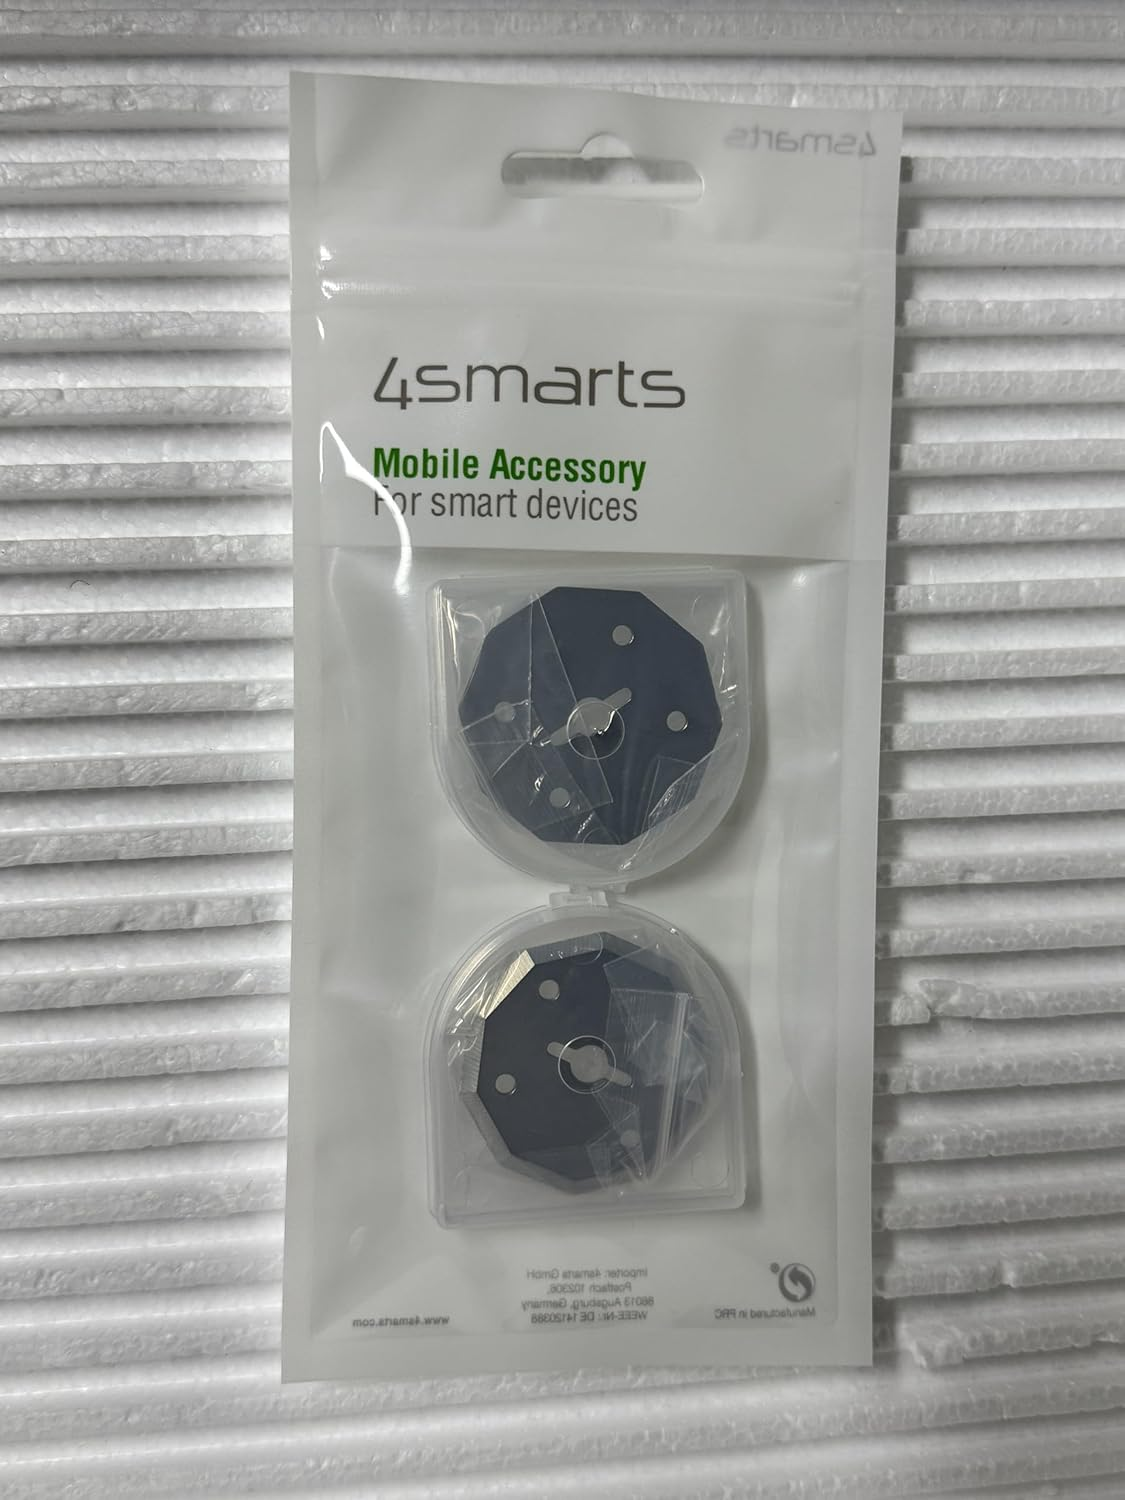 4smarts
4smarts
Mobile Accessory
For smart devices
Importer: 4smarts GmbH
Postfach 102306,
86013 Augsburg, Germany
WEEE-Nr.: DE 14120388
www.4smarts.com
Manufactured in PRC